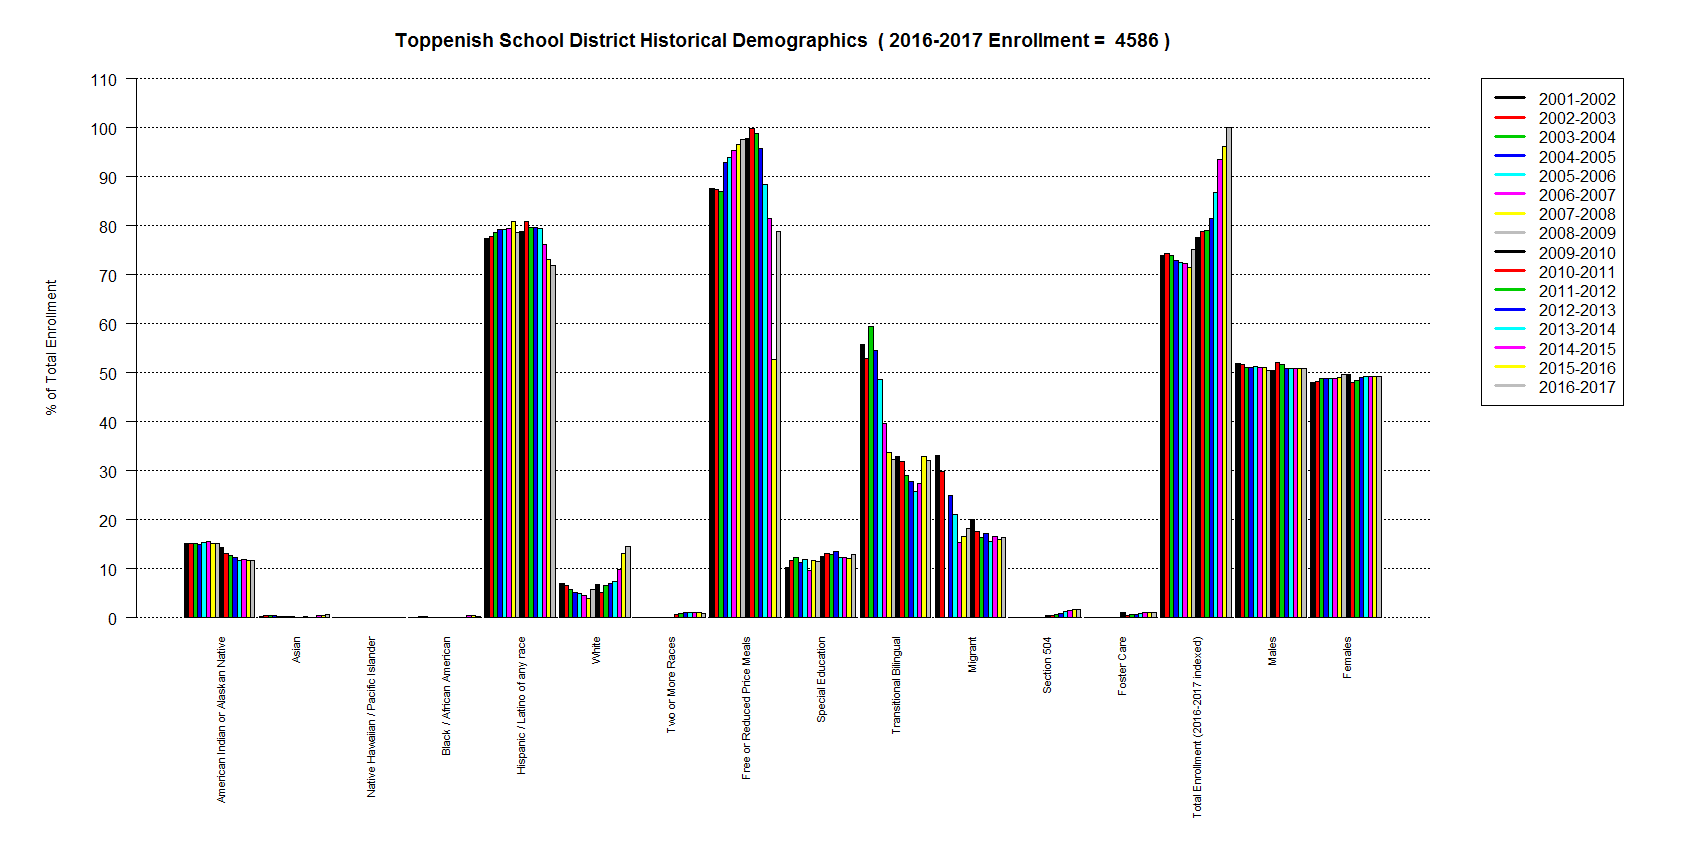 Toppenish School District Historical Demographics ( 2016-2017 Enrollment = 4586 )
% of Total Enrollment
110
100
90
80
70
60
50
40
30
20
10
0
American Indian or Alaskan Native
Asian
Native Hawaiian / Pacific Islander
Black / African American
Hispanic / Latino of any race
White
Two or More Races
Free or Reduced Price Meals
Special Education
Transitional Bilingual
Migrant
Section 504
Foster Care
Total Enrollment (2016-2017 indexed)
Males
Females
2001-2002
2002-2003
2003-2004
2004-2005
2005-2006
2006-2007
2007-2008
2008-2009
2009-2010
2010-2011
2011-2012
2012-2013
2013-2014
2014-2015
2015-2016
2016-2017